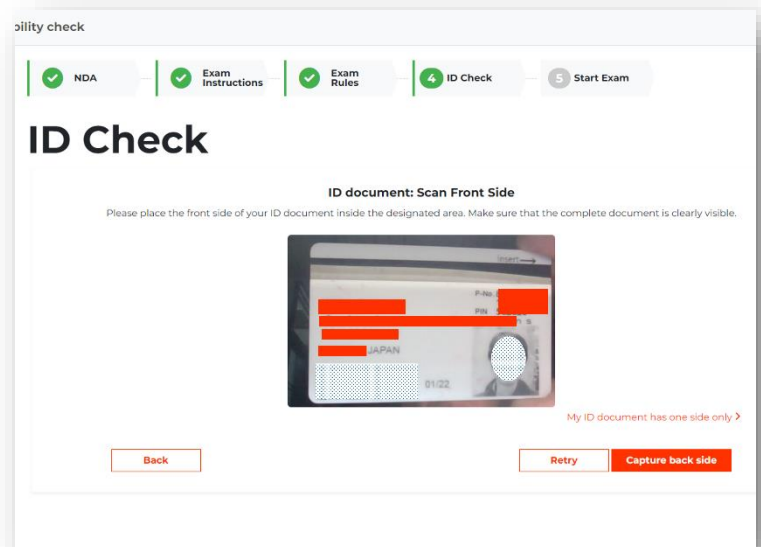 bility check
NDA
Exam
Instructions
Exam
Rules
4 ID Check
5 Start Exam
ID Check
ID document: Scan Front Side
Please place the front side of your ID document inside the designated area. Make sure that the complete document is clearly visible.
Insert
P-No
PIN
JAPAN
01/22
My ID document has one side only
Back
Retry
Capture back side